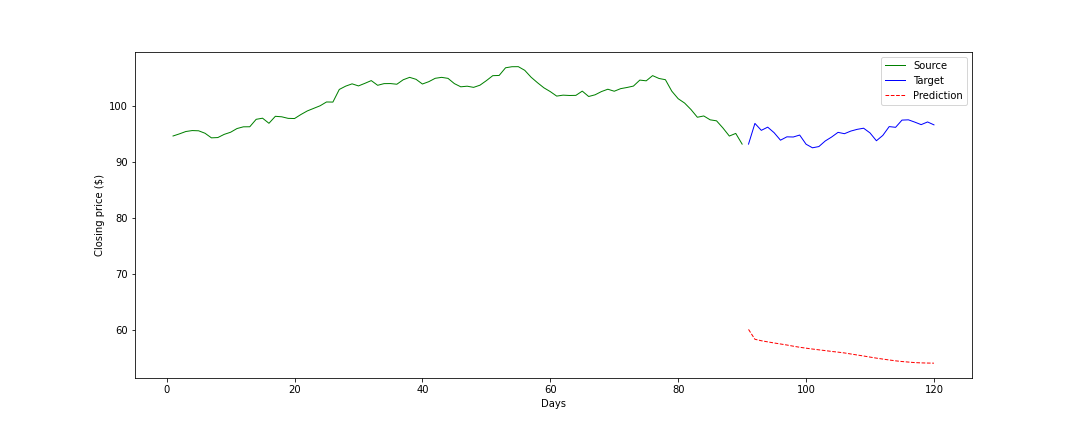 Source
Target
Prediction
100
90
80
70
60
Closing price ($)
0 20 40 60 80 100 120
Days